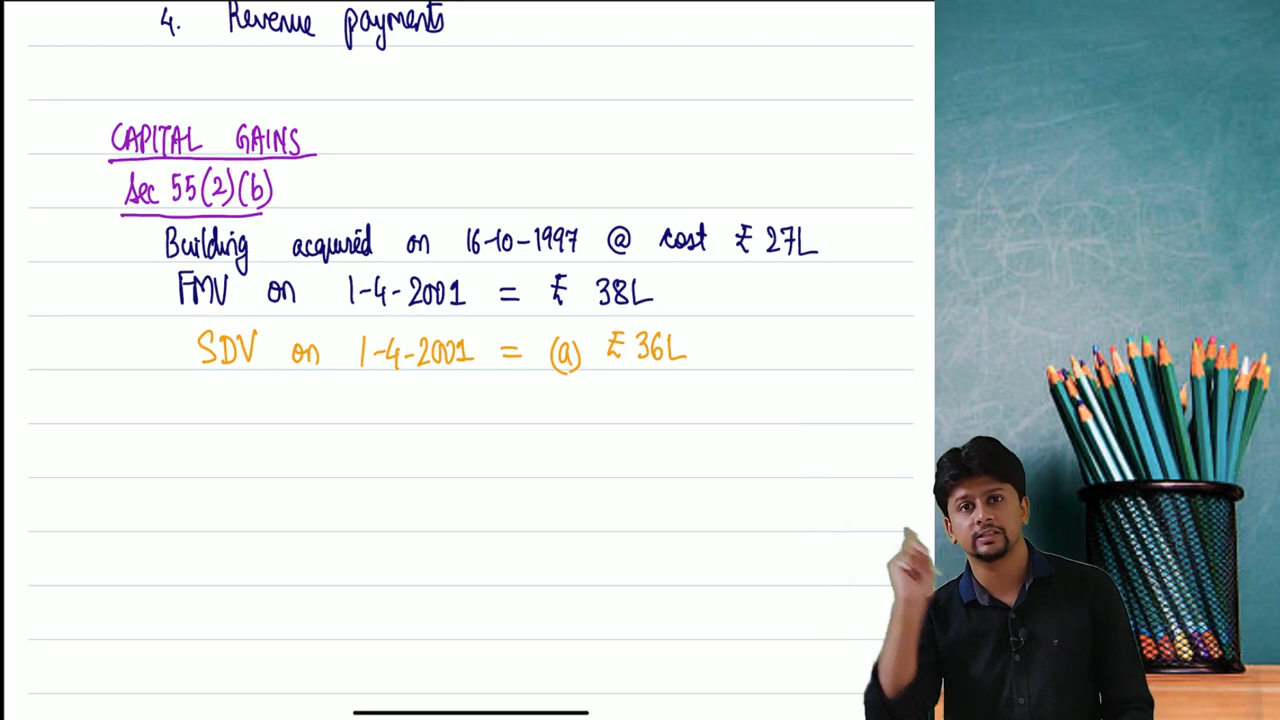 4. Revenue payments
CAPITAL GAINS
Sec 55(2)(b)
Building acquired on 16-10-1997 @ cost ₹ 27L
FMV on 1-4-2001 = ₹ 38L
SDV on 1-4-2001 = (a) ₹ 36L